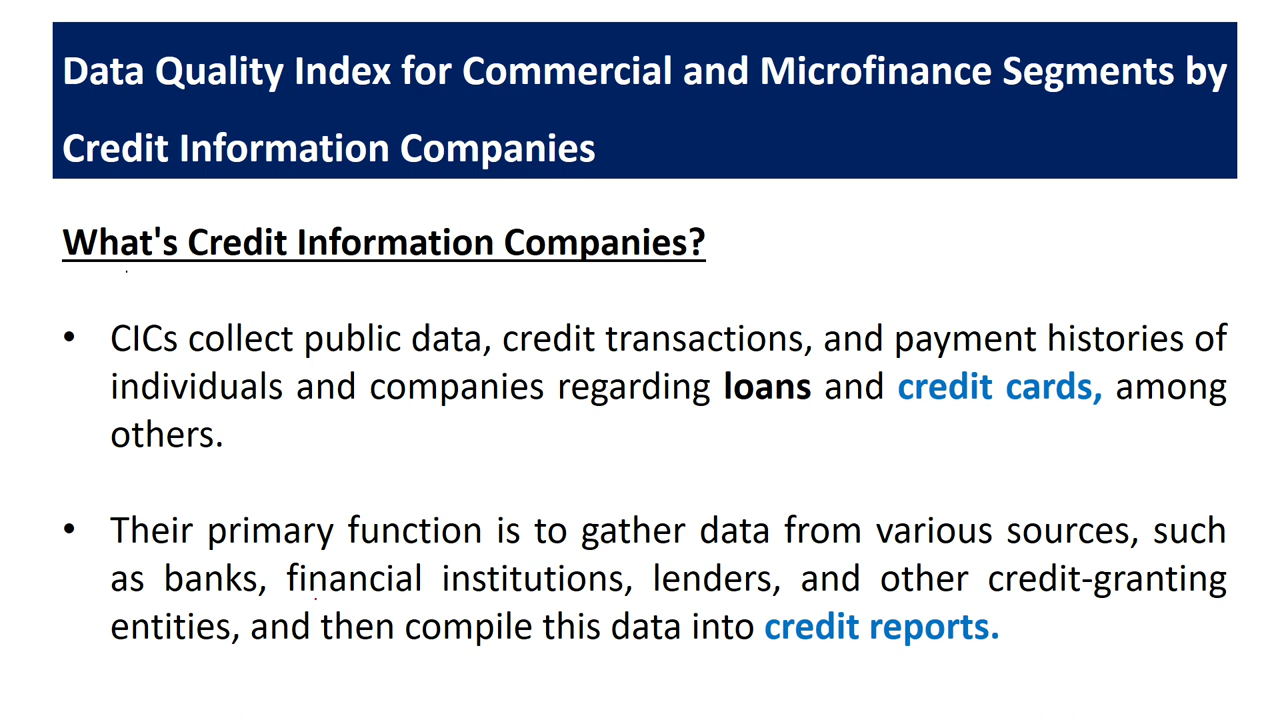 Data Quality Index for Commercial and Microfinance Segments by
Credit Information Companies
What's Credit Information Companies?
• CICs collect public data, credit transactions, and payment histories of
individuals and companies regarding loans and credit cards, among
others.
• Their primary function is to gather data from various sources, such
as banks, financial institutions, lenders, and other credit-granting
entities, and then compile this data into credit reports.